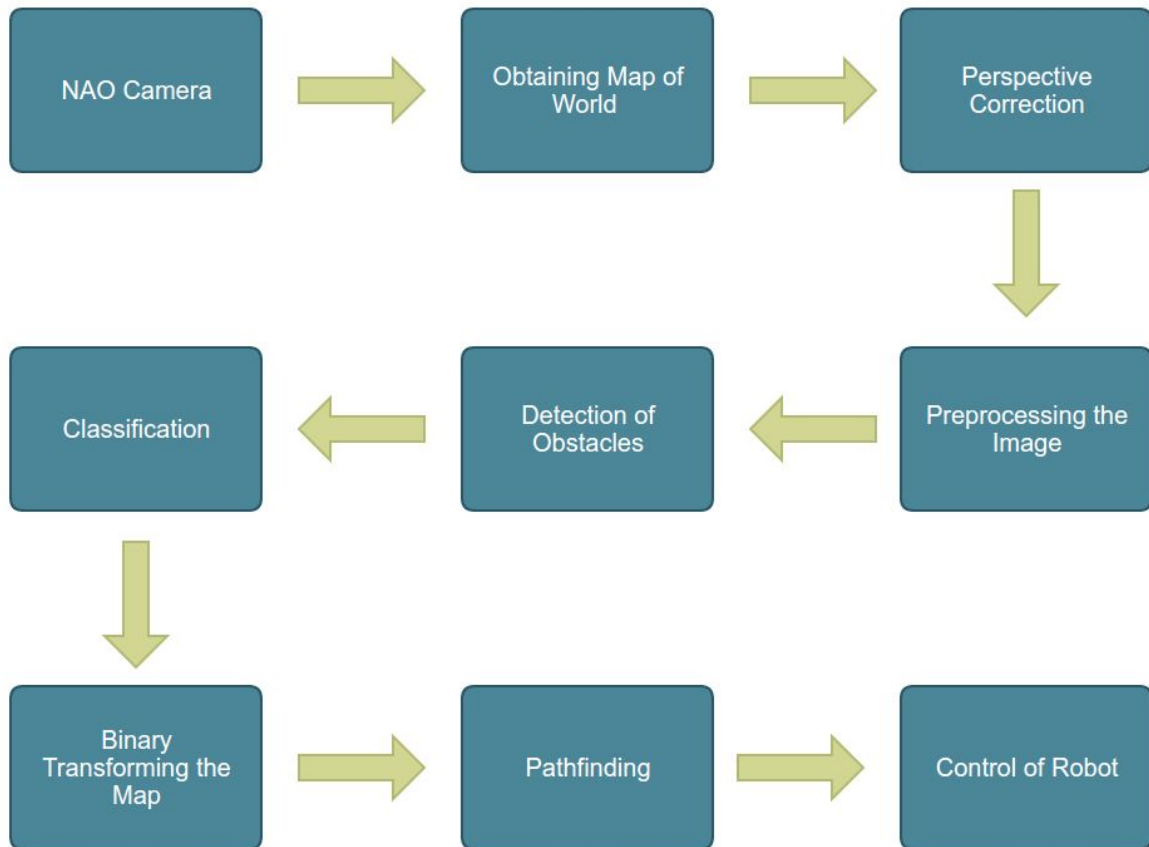 NAO Camera
Obtaining Map of
World
Perspective
Correction
Classification
Detection of
Obstacles
Preprocessing the
Image
Binary
Transforming the
Map
Pathfinding
Control of Robot